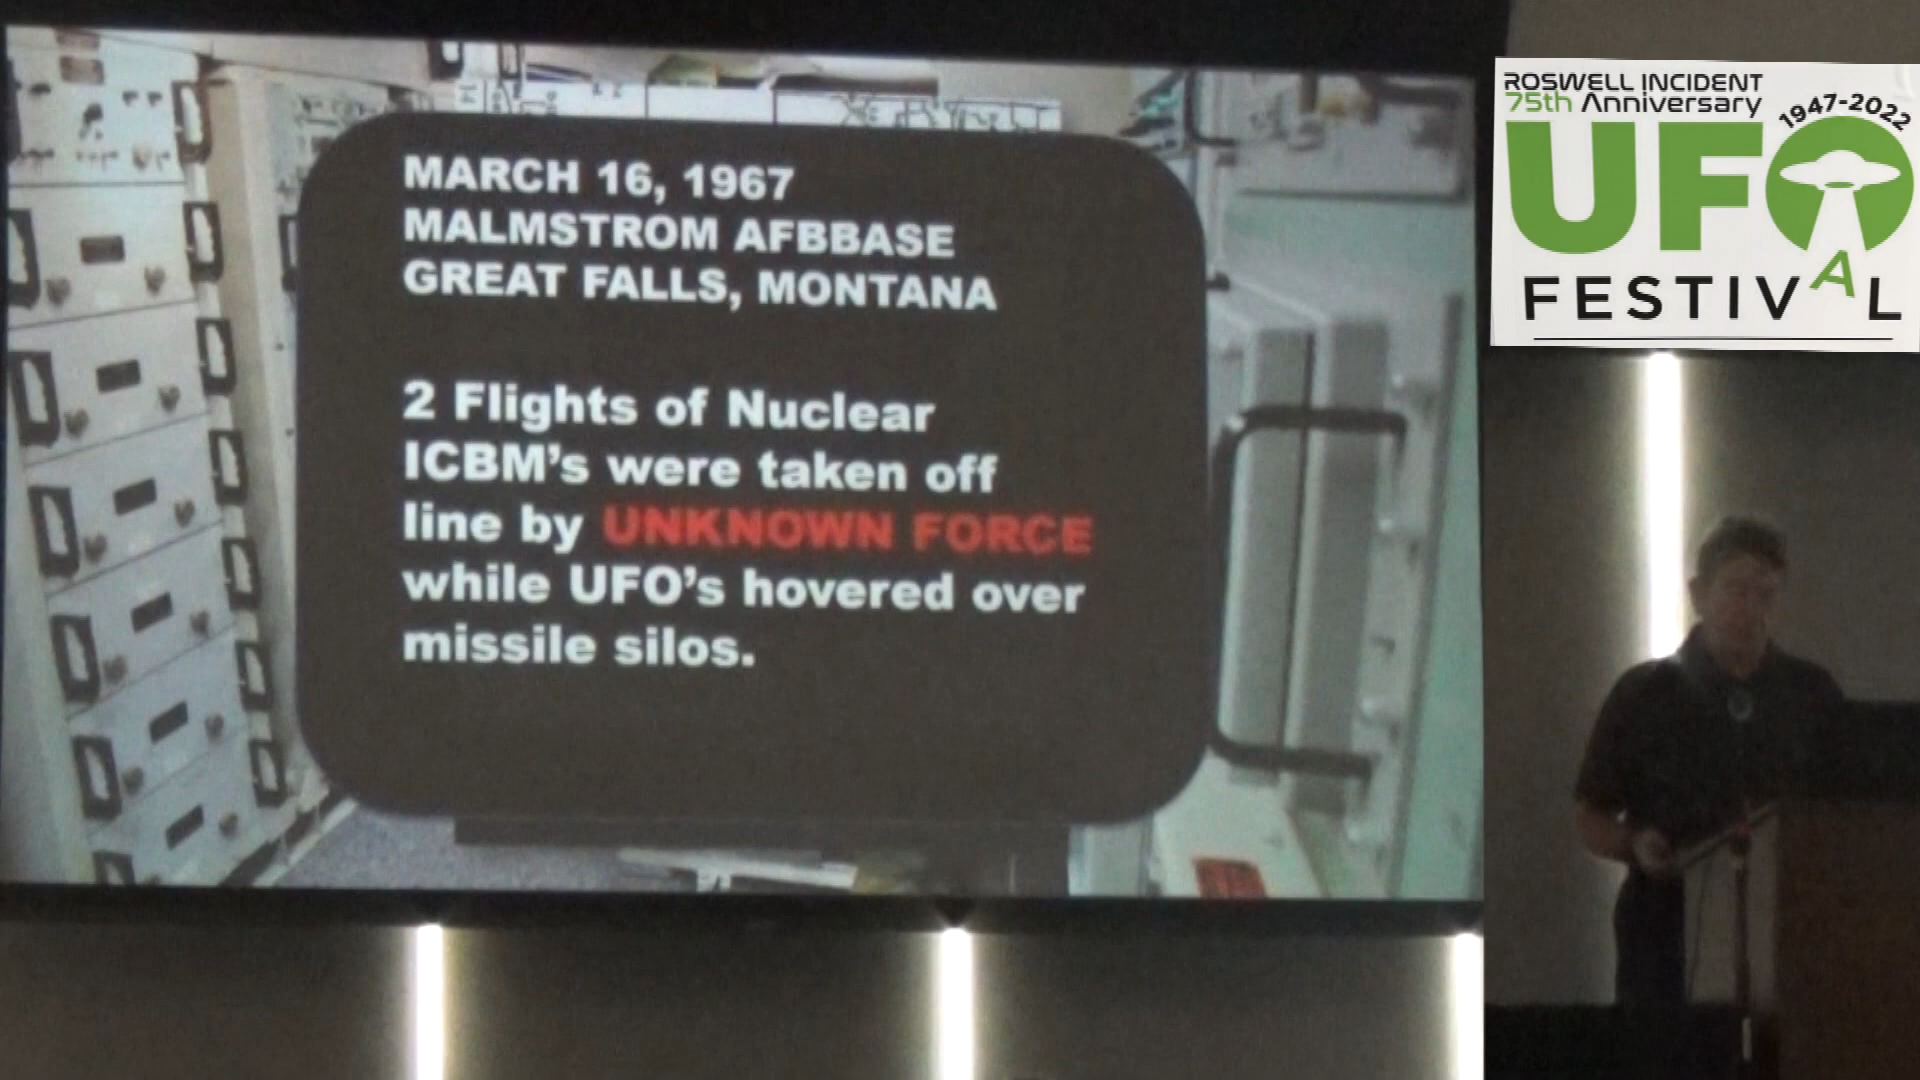 MARCH 16, 1967
MALMSTROM AFBBASE
GREAT FALLS, MONTANA
2 Flights of Nuclear
ICBM’s were taken off
line by UNKNOWN FORCE
while UFO’s hovered over
missile silos.
ROSWELL INCIDENT
75th Anniversary
1947-2022
UFO
FESTIVAL